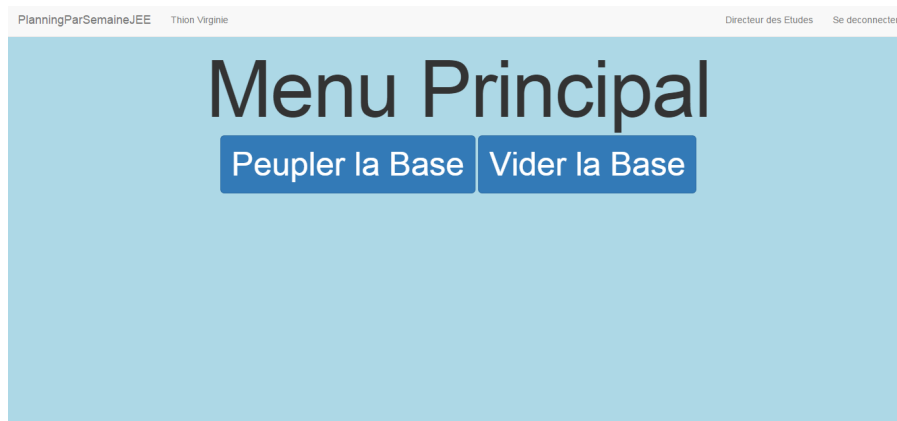 PlanningParSemaineJEE Thion Virginie Directeur des Etudes Se deconnecter
Menu Principal
Peupler la Base Vider la Base